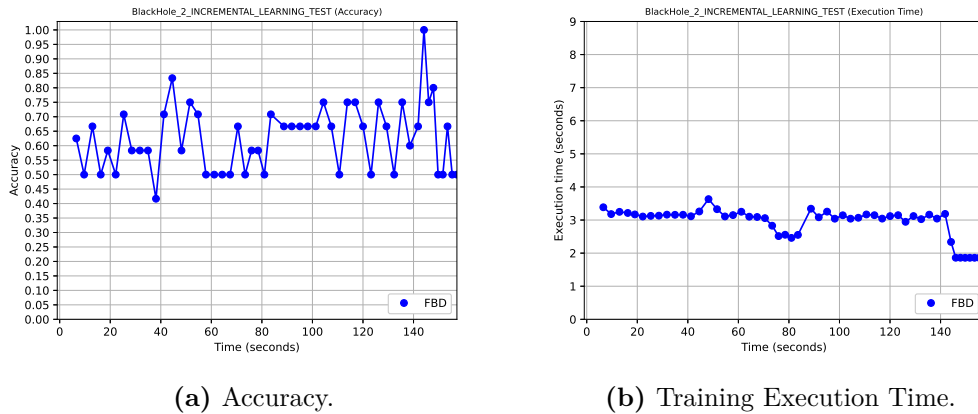 BlackHole_2_INCREMENTAL_LEARNING_TEST (Accuracy)
1.00
0.95
0.90
0.85
0.80
0.75
0.70
0.65
0.60
0.55
0.50
0.45
0.40
0.35
0.30
0.25
0.20
0.15
0.10
0.05
0.00
Accuracy
0 20 40 60 80 100 120 140
Time (seconds)
FBD
(a) Accuracy.
BlackHole_2_INCREMENTAL_LEARNING_TEST (Execution Time)
9
8
7
6
5
4
3
2
1
0
Execution time (seconds)
0 20 40 60 80 100 120 140
Time (seconds)
FBD
(b) Training Execution Time.